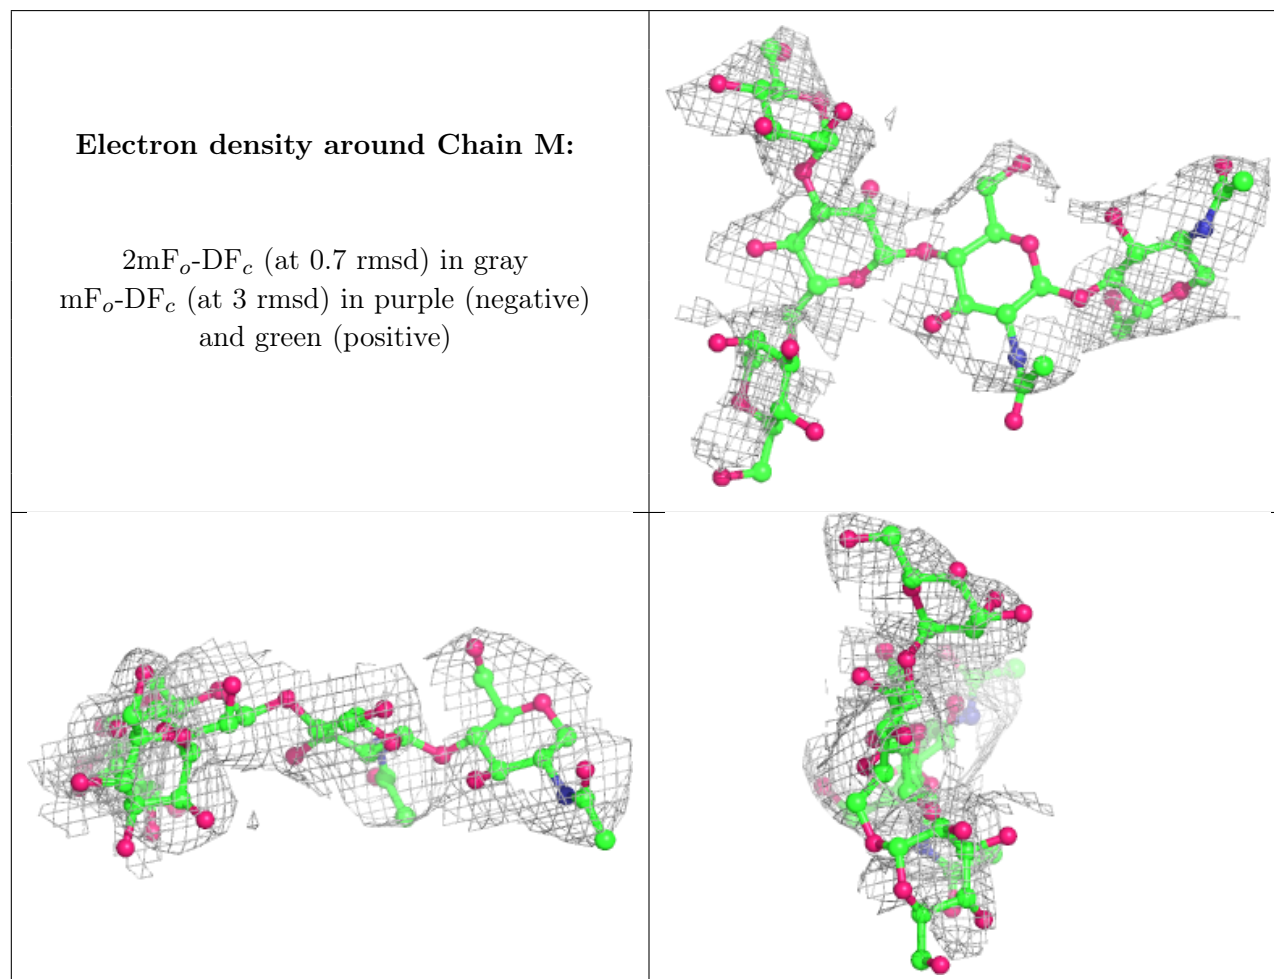 Electron density around Chain M:
2mFo-DFc (at 0.7 rmsd) in gray
mFo-DFc (at 3 rmsd) in purple (negative)
and green (positive)